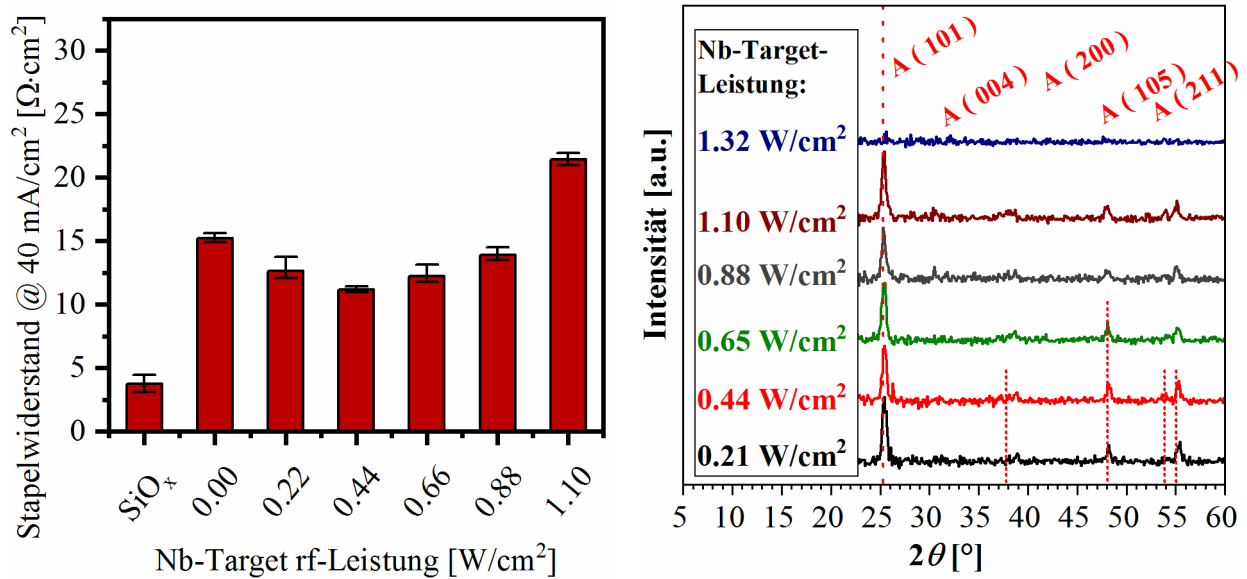 Stapelwiderstand @ 40 mA/cm² [Ω·cm²]
30
25
20
15
10
5
0
SiOₓ
0.00
0.22
0.44
0.66
0.88
1.10
Nb-Target rf-Leistung [W/cm²]
Intensität [a.u.]
Nb-Target-
Leistung:
1.32 W/cm²
1.10 W/cm²
0.88 W/cm²
0.65 W/cm²
0.44 W/cm²
0.21 W/cm²
A (101)
A (004)
A (200)
A (105)
A (211)
5 10 15 20 25 30 35 40 45 50 55 60
2θ [°]